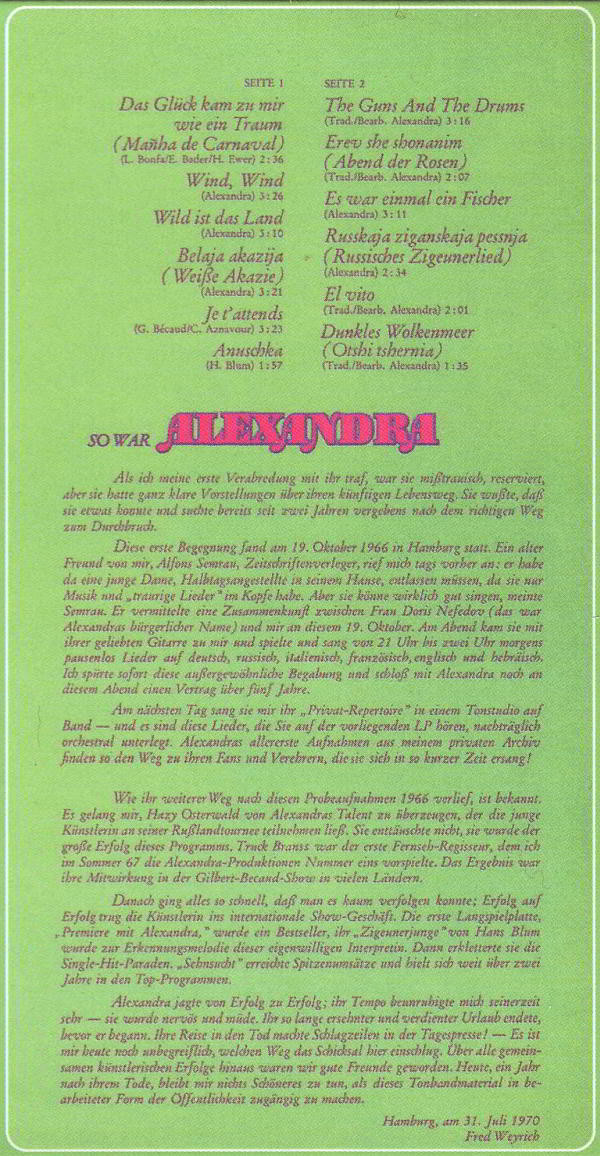 SEITE 1
Das Glück kam zu mir
wie ein Traum
(Mañha de Carnaval)
(L. Bonfa/E. Bader/H. Ewer) 2:36
Wind, Wind
(Alexandra) 3:26
Wild ist das Land
(Alexandra) 3:10
Belaja akazija
(Weiße Akazie)
(Alexandra) 3:21
Je t'attends
(G. Bécaud/C. Aznavour) 3:23
Anuschka
(H. Blum) 1:57
SEITE 2
The Guns And The Drums
(Trad./Bearb. Alexandra) 3:16
Erev she shonanim
(Abend der Rosen)
(Trad./Bearb. Alexandra) 2:07
Es war einmal ein Fischer
(Alexandra) 3:11
Russkaja ziganskaja pessnja
(Russisches Zigeunerlied)
(Alexandra) 2:34
El vito
(Trad./Bearb. Alexandra) 2:01
Dunkles Wolkenmeer
(Otshi tshernia)
(Trad./Bearb. Alexandra) 1:35
SO WAR ALEXANDRA
Als ich meine erste Verabredung mit ihr traf, war sie mißtrauisch, reserviert,
aber sie hatte ganz klare Vorstellungen über ihren künftigen Lebensweg. Sie wußte, daß
sie etwas konnte und suchte bereits seit zwei Jahren vergebens nach dem richtigen Weg
zum Durchbruch.
Diese erste Begegnung fand am 19. Oktober 1966 in Hamburg statt. Ein alter
Freund von mir, Alfons Semrau, Zeitschriftenverleger, rief mich tags vorher an: er habe
da eine junge Dame, Halbtagsangestellte in seinem Hause, entlassen müssen, da sie nur
Musik und „traurige Lieder" im Kopfe habe. Aber sie könne wirklich gut singen, meinte
Semrau. Er vermittelte eine Zusammenkunft zwischen Frau Doris Nefedov (das war
Alexandras bürgerlicher Name) und mir an diesem 19. Oktober. Am Abend kam sie mit
ihrer geliebten Gitarre zu mir und spielte und sang von 21 Uhr bis zwei Uhr morgens
pausenlos Lieder auf deutsch, russisch, italienisch, französisch, englisch und hebräisch.
Ich spürte sofort diese außergewöhnliche Begabung und schloß mit Alexandra noch an
diesem Abend einen Vertrag über fünf Jahre.
Am nächsten Tag sang sie mir ihr „Privat-Repertoire" in einem Tonstudio auf
Band — und es sind diese Lieder, die Sie auf der vorliegenden LP hören, nachträglich
orchestral unterlegt. Alexandras allererste Aufnahmen aus meinem privaten Archiv
finden so den Weg zu ihren Fans und Verehrern, die sie sich in so kurzer Zeit ersang!
Wie ihr weiterer Weg nach diesen Probeaufnahmen 1966 verlief, ist bekannt.
Es gelang mir, Hazy Osterwald von Alexandras Talent zu überzeugen, der die junge
Künstlerin an seiner Rußlandtournee teilnehmen ließ. Sie enttäuschte nicht, sie wurde der
große Erfolg dieses Programms. Truck Branss war der erste Fernseh-Regisseur, dem ich
im Sommer 67 die Alexandra-Produktionen Nummer eins vorspielte. Das Ergebnis war
ihre Mitwirkung in der Gilbert-Becaud-Show in vielen Ländern.
Danach ging alles so schnell, daß man es kaum verfolgen konnte; Erfolg auf
Erfolg trug die Künstlerin ins internationale Show-Geschäft. Die erste Langspielplatte,
„Premiere mit Alexandra," wurde ein Bestseller, ihr „Zigeunerjunge" von Hans Blum
wurde zur Erkennungsmelodie dieser eigenwilligen Interpretin. Dann erkletterte sie die
Single-Hit-Paraden. „Sehnsucht" erreichte Spitzenumsätze und hielt sich weit über zwei
Jahre in den Top-Programmen.
Alexandra jagte von Erfolg zu Erfolg; ihr Tempo beunruhigte mich seinerzeit
sehr — sie wurde nervös und müde. Ihr so lange ersehnter und verdienter Urlaub endete,
bevor er begann. Ihre Reise in den Tod machte Schlagzeilen in der Tagespresse! — Es ist
mir heute noch unbegreiflich, welchen Weg das Schicksal hier einschlug. Über alle gemein-
samen künstlerischen Erfolge hinaus waren wir gute Freunde geworden. Heute, ein Jahr
nach ihrem Tode, bleibt mir nichts Schöneres zu tun, als dieses Tonbandmaterial in be-
arbeiteter Form der Öffentlichkeit zugängig zu machen.
Hamburg, am 31. Juli 1970
Fred Weyrich